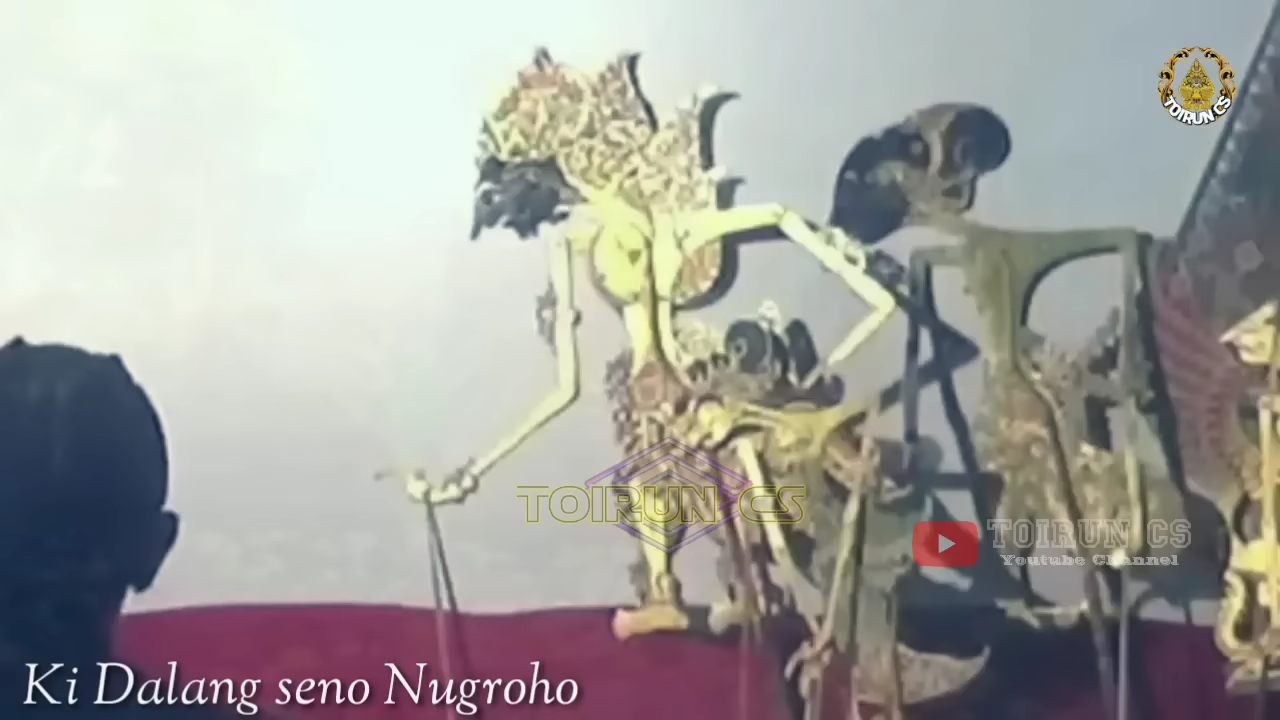 TOIRUN CS
TOIRUN CS
TOIRUN CS
Youtube Channel
Ki Dalang seno Nugroho